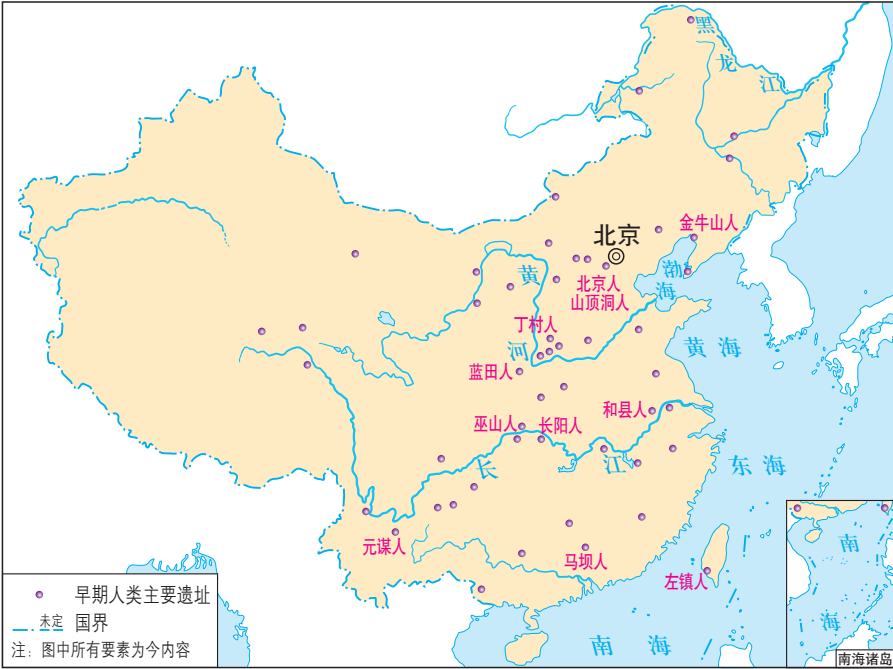 黑
龙
江
金牛山人
北京
渤
海
黄
北京人
山顶洞人
丁村人
河
黄海
蓝田人
和县人
巫山人
长阳人
长
江
东海
元谋人
马坝人
左镇人
南海
南
海
南海诸岛
早期人类主要遗址
未定
国界
注：图中所有要素为今内容